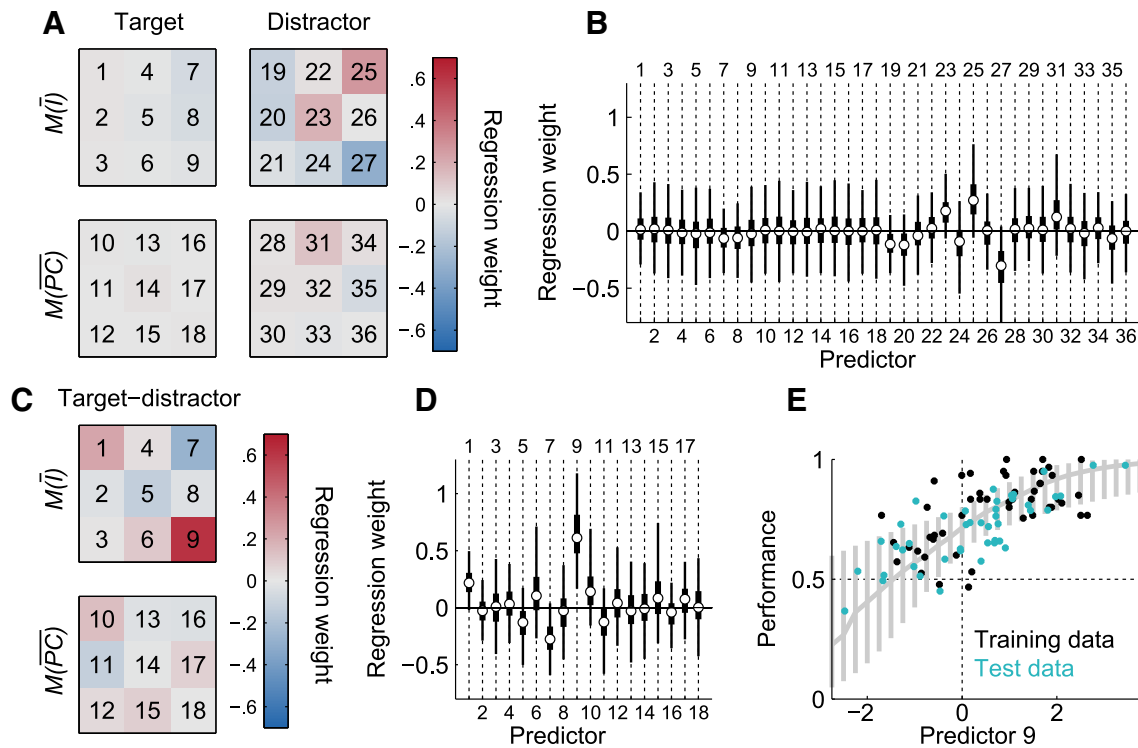 A
Target
Distractor
M(Ī)
1 4 7
2 5 8
3 6 9
19 22 25
20 23 26
21 24 27
M(P̅C̅)
10 13 16
11 14 17
12 15 18
28 31 34
29 32 35
30 33 36
.6
.4
.2
0
-.2
-.4
-.6
Regression weight
B
1 3 5 7 9 11 13 15 17 19 21 23 25 27 29 31 33 35
1
0.5
0
-0.5
Regression weight
2 4 6 8 10 12 14 16 18 20 22 24 26 28 30 32 34 36
Predictor
C
Target-distractor
M(Ī)
1 4 7
2 5 8
3 6 9
M(P̅C̅)
10 13 16
11 14 17
12 15 18
.6
.4
.2
0
-.2
-.4
-.6
Regression weight
D
1 3 5 7 9 11 13 15 17
1
0.5
0
-0.5
Regression weight
2 4 6 8 10 12 14 16 18
Predictor
E
1
0.5
1
Performance
Training data
Test data
-2 0 2
Predictor 9